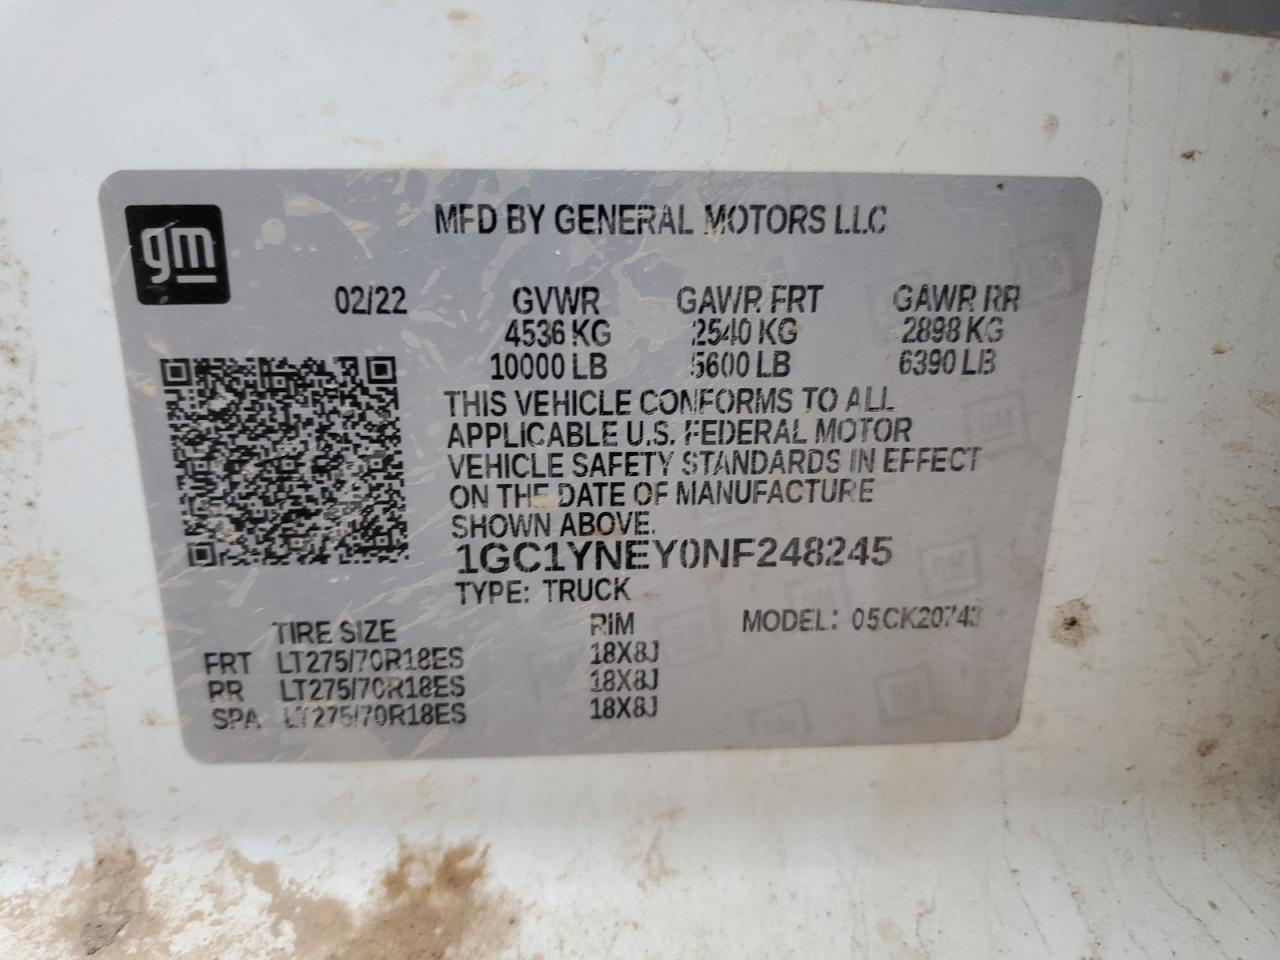 gm
MFD BY GENERAL MOTORS LLC
02/22 GVWR GAWR FRT GAWR RR
4536 KG 2540 KG 2898 KG
10000 LB 5600 LB 6390 LB
THIS VEHICLE CONFORMS TO ALL
APPLICABLE U.S. FEDERAL MOTOR
VEHICLE SAFETY STANDARDS IN EFFECT
ON THE DATE OF MANUFACTURE
SHOWN ABOVE.
1GC1YNEY0NF248245
TYPE: TRUCK
TIRE SIZE RIM MODEL: 05CK20743
FRT LT275/70R18ES 18X8J
RR LT275/70R18ES 18X8J
SPA LT275/70R18ES 18X8J